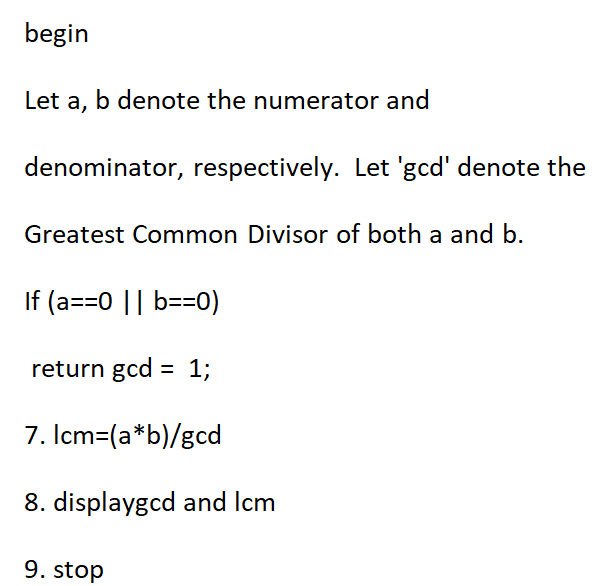 begin
Let a, b denote the numerator and
denominator, respectively.  Let 'gcd' denote the
Greatest Common Divisor of both a and b.
If (a==0 || b==0)
return gcd =  1;
7. lcm=(a*b)/gcd
8. displaygcd and lcm
9. stop